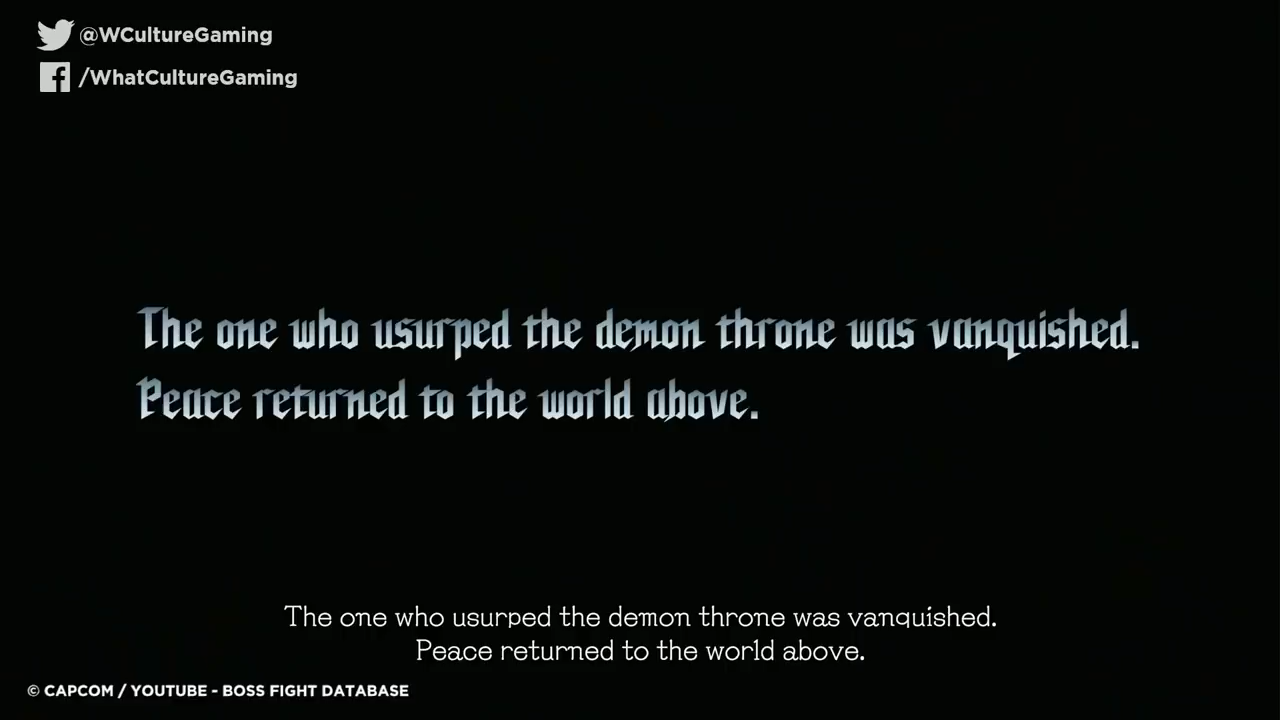 @WCultureGaming
/WhatCultureGaming
The one who usurped the demon throne was vanquished.
Peace returned to the world above.
The one who usurped the demon throne was vanquished.
Peace returned to the world above.
© CAPCOM / YOUTUBE - BOSS FIGHT DATABASE